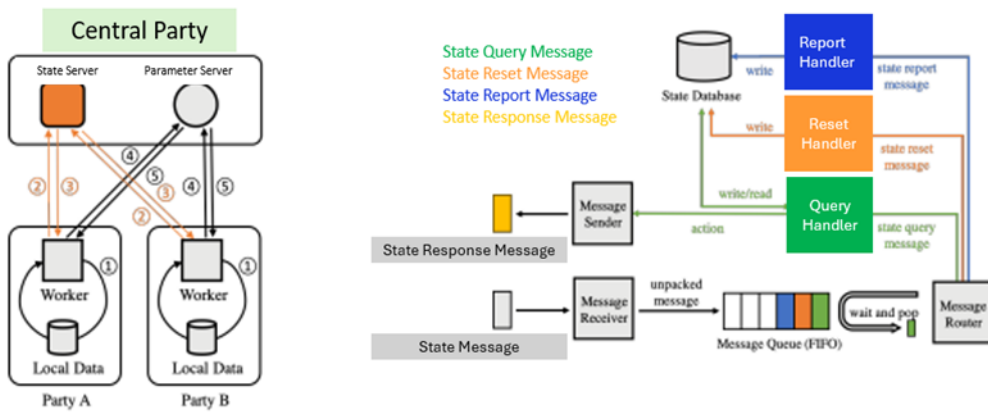 Central Party
State Server
Parameter Server
②
③
④
⑤
③
②
④
⑤
①
Worker
Local Data
Party A
①
Worker
Local Data
Party B
State Query Message
State Reset Message
State Report Message
State Response Message
State Database
write
Report
Handler
state report
message
write
Reset
Handler
state reset
message
write/read
Query
Handler
state query
message
action
Message
Sender
State Response Message
State Message
Message
Receiver
unpacked
message
Message Queue (FIFO)
wait and pop
Message
Router